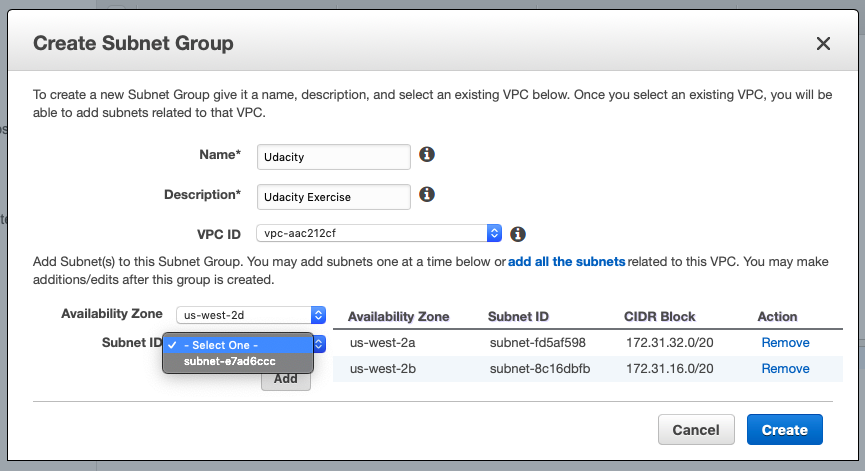 Create Subnet Group
To create a new Subnet Group give it a name, description, and select an existing VPC below. Once you select an existing VPC, you will be
able to add subnets related to that VPC.
Name*
Udacity
Description*
Udacity Exercise
VPC ID
vpc-aac212cf
Add Subnet(s) to this Subnet Group. You may add subnets one at a time below or add all the subnets related to this VPC. You may make
additions/edits after this group is created.
Availability Zone
us-west-2d
Subnet ID
✓ - Select One -
subnet-e7ad6ccc
Add
Availability Zone Subnet ID CIDR Block Action
us-west-2a subnet-fd5af598 172.31.32.0/20 Remove
us-west-2b subnet-8c16dbfb 172.31.16.0/20 Remove
Cancel
Create